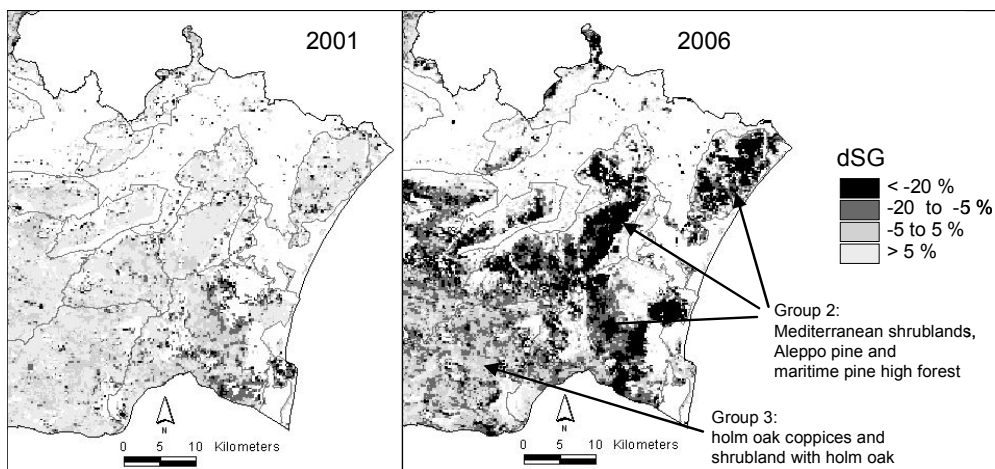 2001
2006
dSG
< -20 %
-20 to -5 %
-5 to 5 %
> 5 %
Group 2:
Mediterranean shrublands,
Aleppo pine and
maritime pine high forest
Group 3:
holm oak coppices and
shrubland with holm oak
N
0 5 10 Kilometers
N
0 5 10 Kilometers